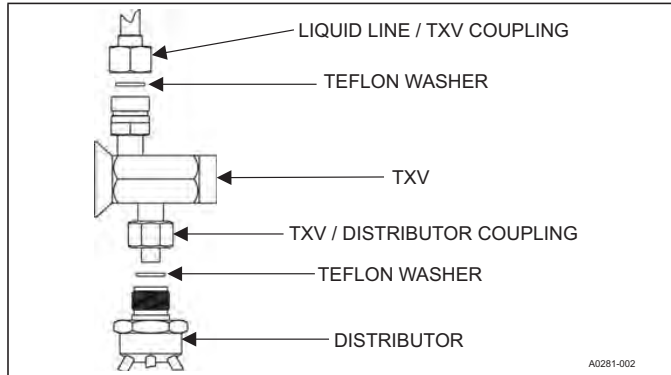 LIQUID LINE / TXV COUPLING
TEFLON WASHER
TXV
TXV / DISTRIBUTOR COUPLING
TEFLON WASHER
DISTRIBUTOR
A0281-002